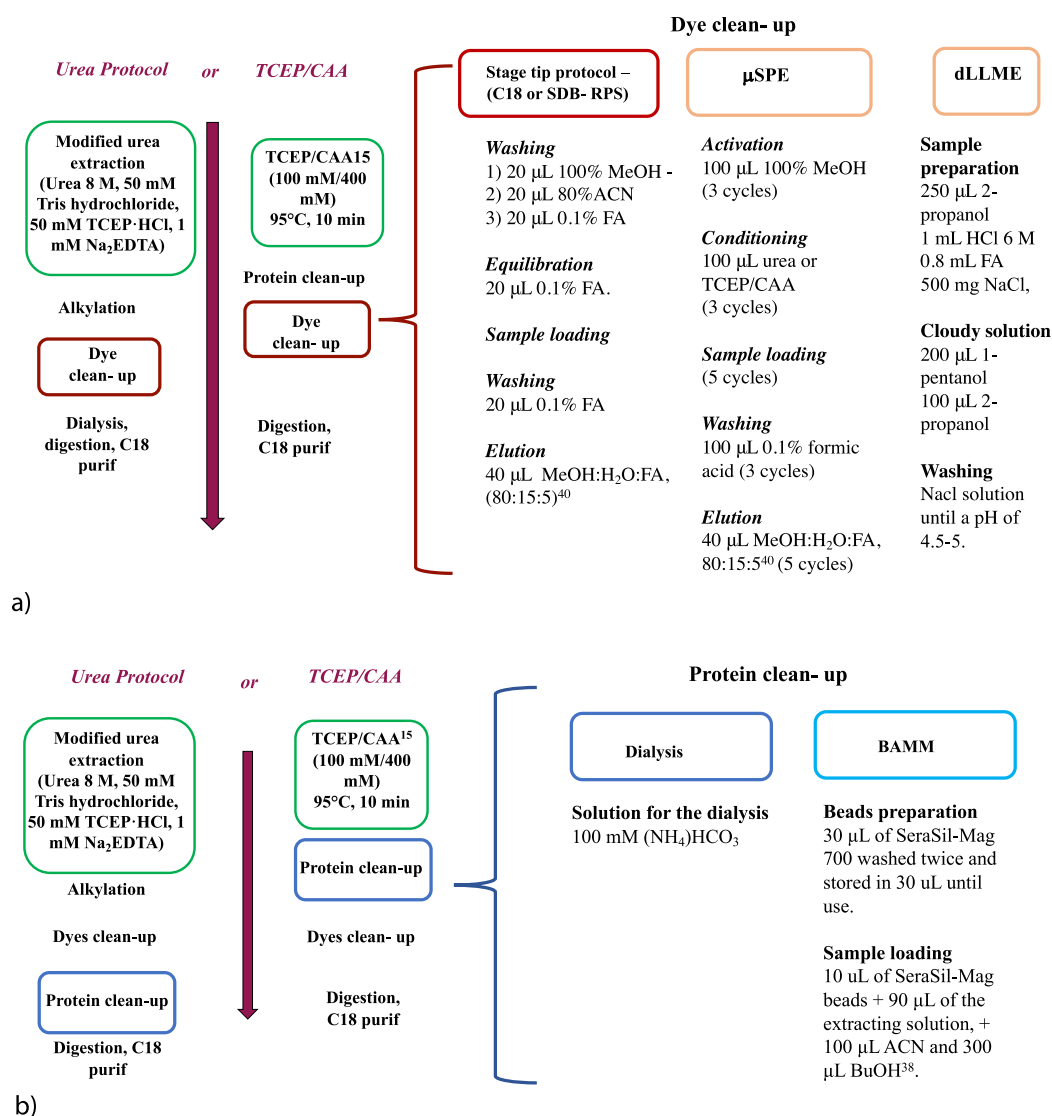 Dye clean- up
Urea Protocol or TCEP/CAA
Modified urea
extraction
(Urea 8 M, 50 mM
Tris hydrochloride,
50 mM TCEP·HCl, 1
mM Na₂EDTA)
Alkylation
Dye
clean- up
Dialysis,
digestion, C18
purif
TCEP/CAA15
(100 mM/400
mM)
95°C, 10 min
Protein clean-up
Dye
clean- up
Digestion,
C18 purif
Stage tip protocol –
(C18 or SDB- RPS)
Washing
1) 20 µL 100% MeOH -
2) 20 µL 80%ACN
3) 20 µL 0.1% FA
Equilibration
20 µL 0.1% FA.
Sample loading
Washing
20 µL 0.1% FA
Elution
40 µL MeOH:H₂O:FA,
(80:15:5)⁴⁰
µSPE
Activation
100 µL 100% MeOH
(3 cycles)
Conditioning
100 µL urea or
TCEP/CAA
(3 cycles)
Sample loading
(5 cycles)
Washing
100 µL 0.1% formic
acid (3 cycles)
Elution
40 µL MeOH:H₂O:FA,
80:15:5⁴⁰ (5 cycles)
dLLME
Sample
preparation
250 µL 2-
propanol
1 mL HCl 6 M
0.8 mL FA
500 mg NaCl,
Cloudy solution
200 µL 1-
pentanol
100 µL 2-
propanol
Washing
Nacl solution
until a pH of
4.5-5.
a)
Urea Protocol or TCEP/CAA
Protein clean- up
Modified urea
extraction
(Urea 8 M, 50 mM
Tris hydrochloride,
50 mM TCEP·HCl, 1
mM Na₂EDTA)
Alkylation
Dyes clean-up
Protein clean-up
Digestion, C18
purif
TCEP/CAA¹⁵
(100 mM/400
mM)
95°C, 10 min
Protein clean-up
Dyes clean- up
Digestion,
C18 purif
Dialysis
Solution for the dialysis
100 mM (NH₄)HCO₃
BAMM
Beads preparation
30 µL of SeraSil-Mag
700 washed twice and
stored in 30 uL until
use.
Sample loading
10 uL of SeraSil-Mag
beads + 90 µL of the
extracting solution, +
100 µL ACN and 300
µL BuOH³⁸.
b)